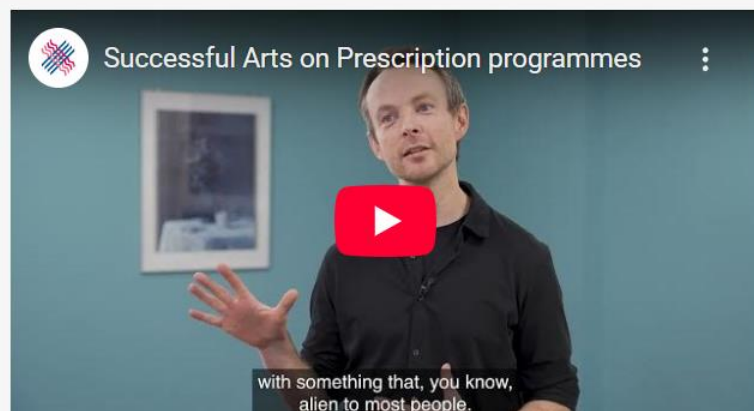 Successful Arts on Prescription programmes
with something that, you know,
alien to most people.